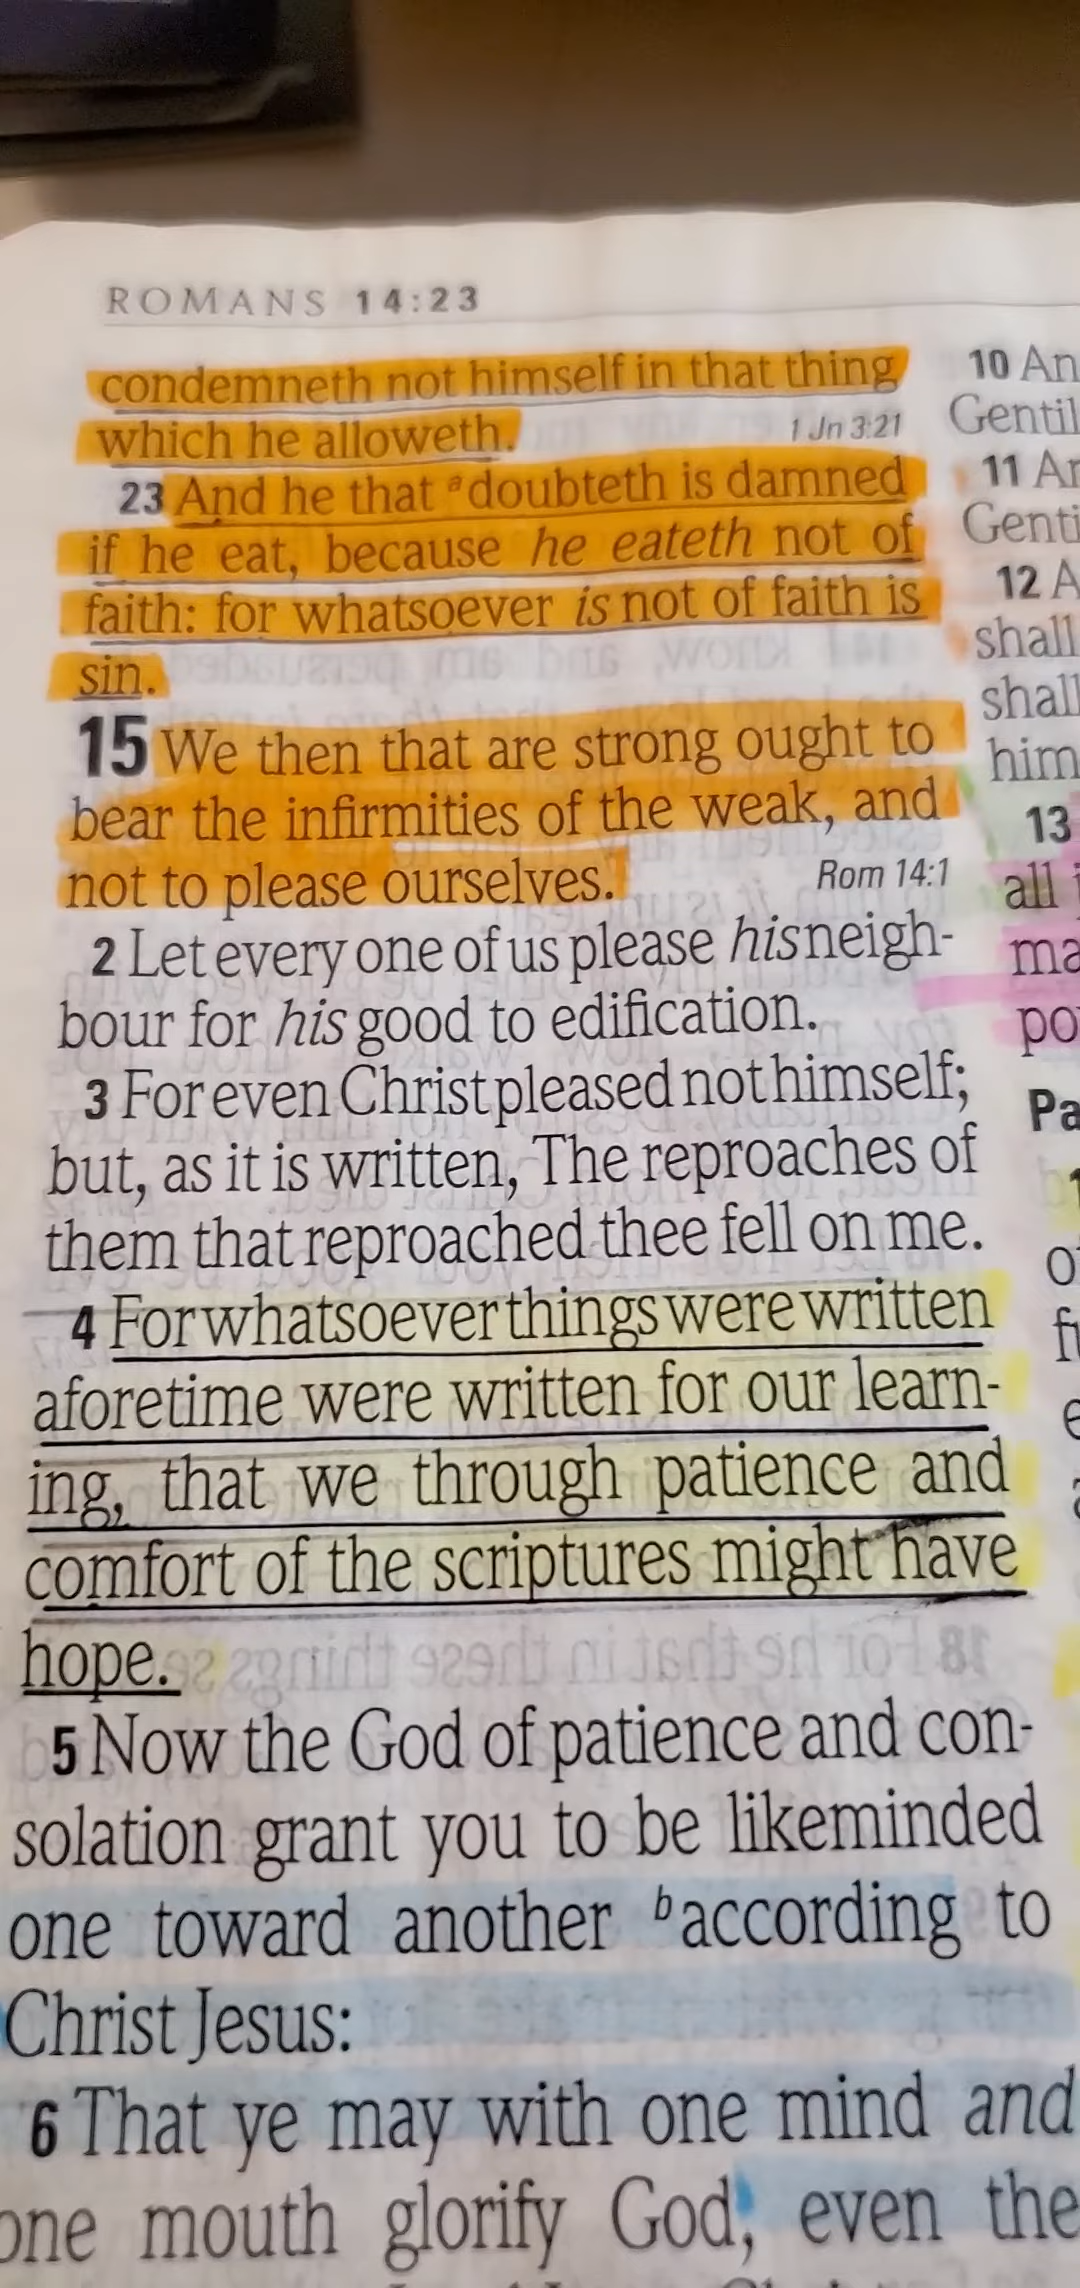 ROMANS 14:23
condemneth not himself in that thing
which he alloweth. 1 Jn 3:21
23 And he that ᵃdoubteth is damned
if he eat, because he eateth not of
faith: for whatsoever is not of faith is
sin.
15 We then that are strong ought to
bear the infirmities of the weak, and
not to please ourselves. Rom 14:1
2 Let every one of us please his neigh-
bour for his good to edification.
3 For even Christ pleased not himself;
but, as it is written, The reproaches of
them that reproached thee fell on me.
4 For whatsoever things were written
aforetime were written for our learn-
ing, that we through patience and
comfort of the scriptures might have
hope.
5 Now the God of patience and con-
solation grant you to be likeminded
one toward another ᵇaccording to
Christ Jesus:
6 That ye may with one mind and
one mouth glorify God, even the
10 An
Gentil
11 An
Genti
12 A
shall
shall
him
13
all i
ma
po
Pa